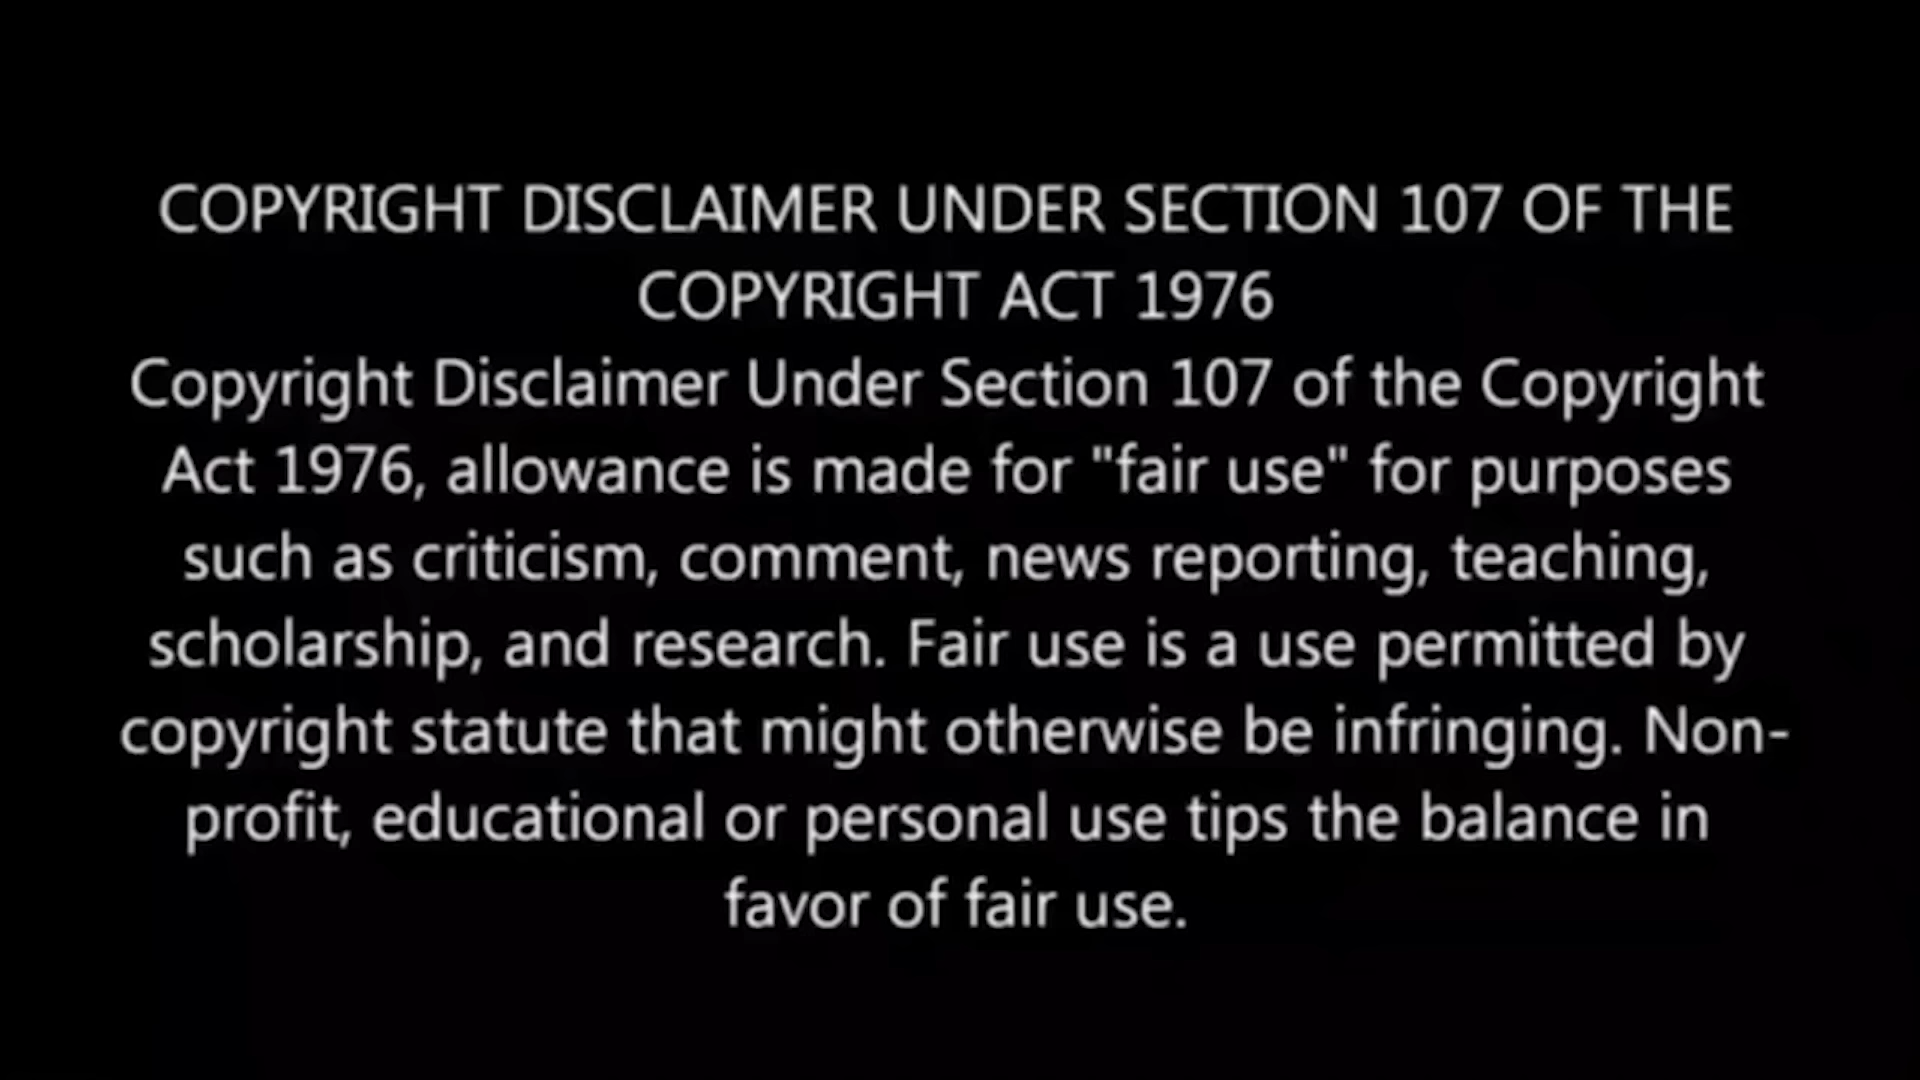 COPYRIGHT DISCLAIMER UNDER SECTION 107 OF THE
COPYRIGHT ACT 1976
Copyright Disclaimer Under Section 107 of the Copyright
Act 1976, allowance is made for "fair use" for purposes
such as criticism, comment, news reporting, teaching,
scholarship, and research. Fair use is a use permitted by
copyright statute that might otherwise be infringing. Non-
profit, educational or personal use tips the balance in
favor of fair use.